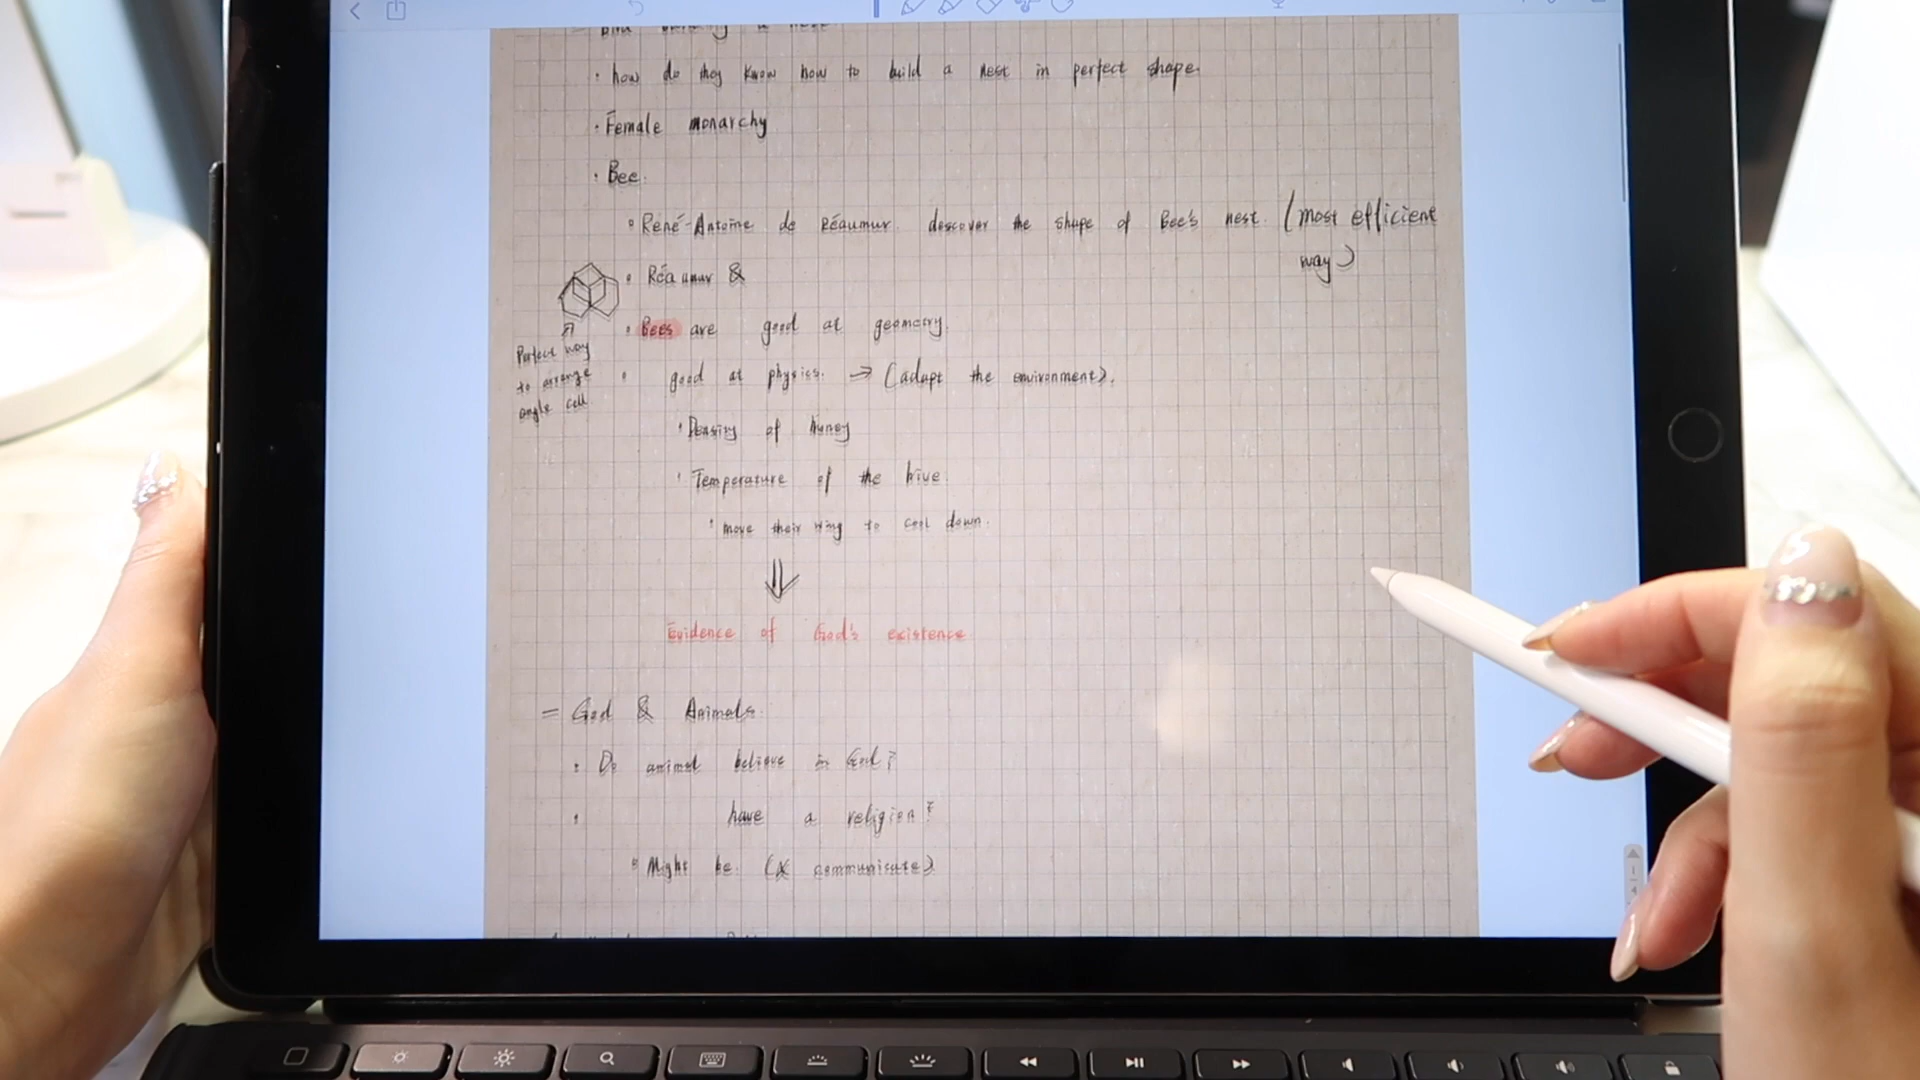 how do they know how to build a nest in perfect shape.
· Female monarchy
· Bee.
René-Antoine de Réaumur descover the shape of Bee's nest. (most efficient
way)
Réaumur &
Bees are good at geometry.
good at physics. → (adapt the environment).
Perfect way
to arrange
angle cell
Density of honey
Temperature of the hive.
move their wing to cool down.
⇓
Evidence of God's existence
= God & Animals.
· Do animal believe in God?
· have a religion?
Might be. (X communicate)